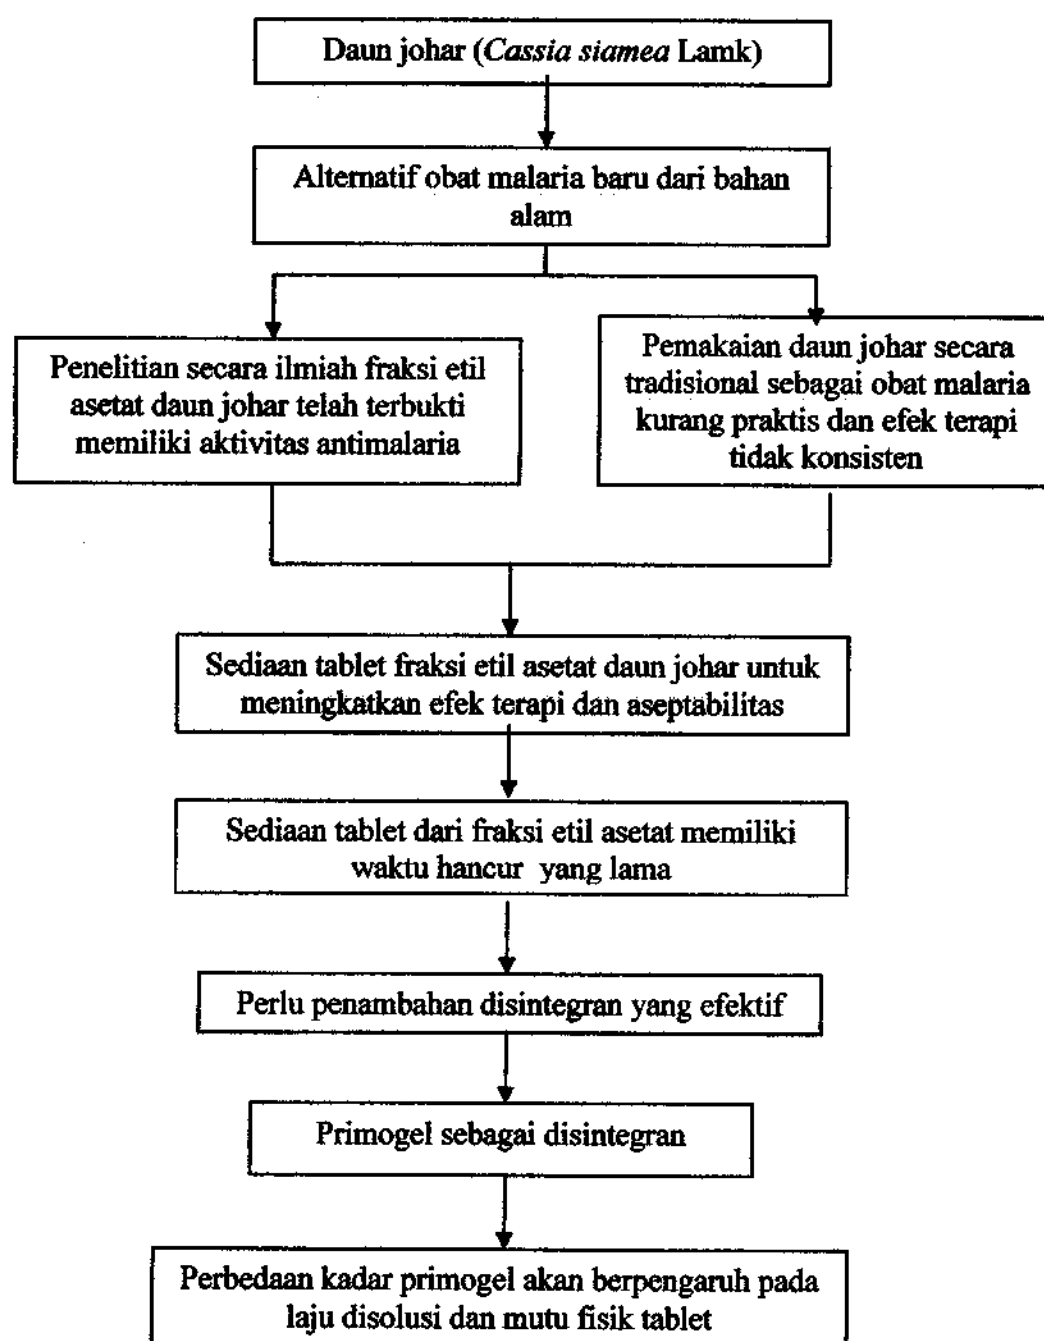 Daun johar (Cassia siamea Lamk)
Alternatif obat malaria baru dari bahan
alam
Penelitian secara ilmiah fraksi etil
asetat daun johar telah terbukti
memiliki aktivitas antimalaria
Pemakaian daun johar secara
tradisional sebagai obat malaria
kurang praktis dan efek terapi
tidak konsisten
Sediaan tablet fraksi etil asetat daun johar untuk
meningkatkan efek terapi dan aseptabilitas
Sediaan tablet dari fraksi etil asetat memiliki
waktu hancur yang lama
Perlu penambahan disintegran yang efektif
Primogel sebagai disintegran
Perbedaan kadar primogel akan berpengaruh pada
laju disolusi dan mutu fisik tablet